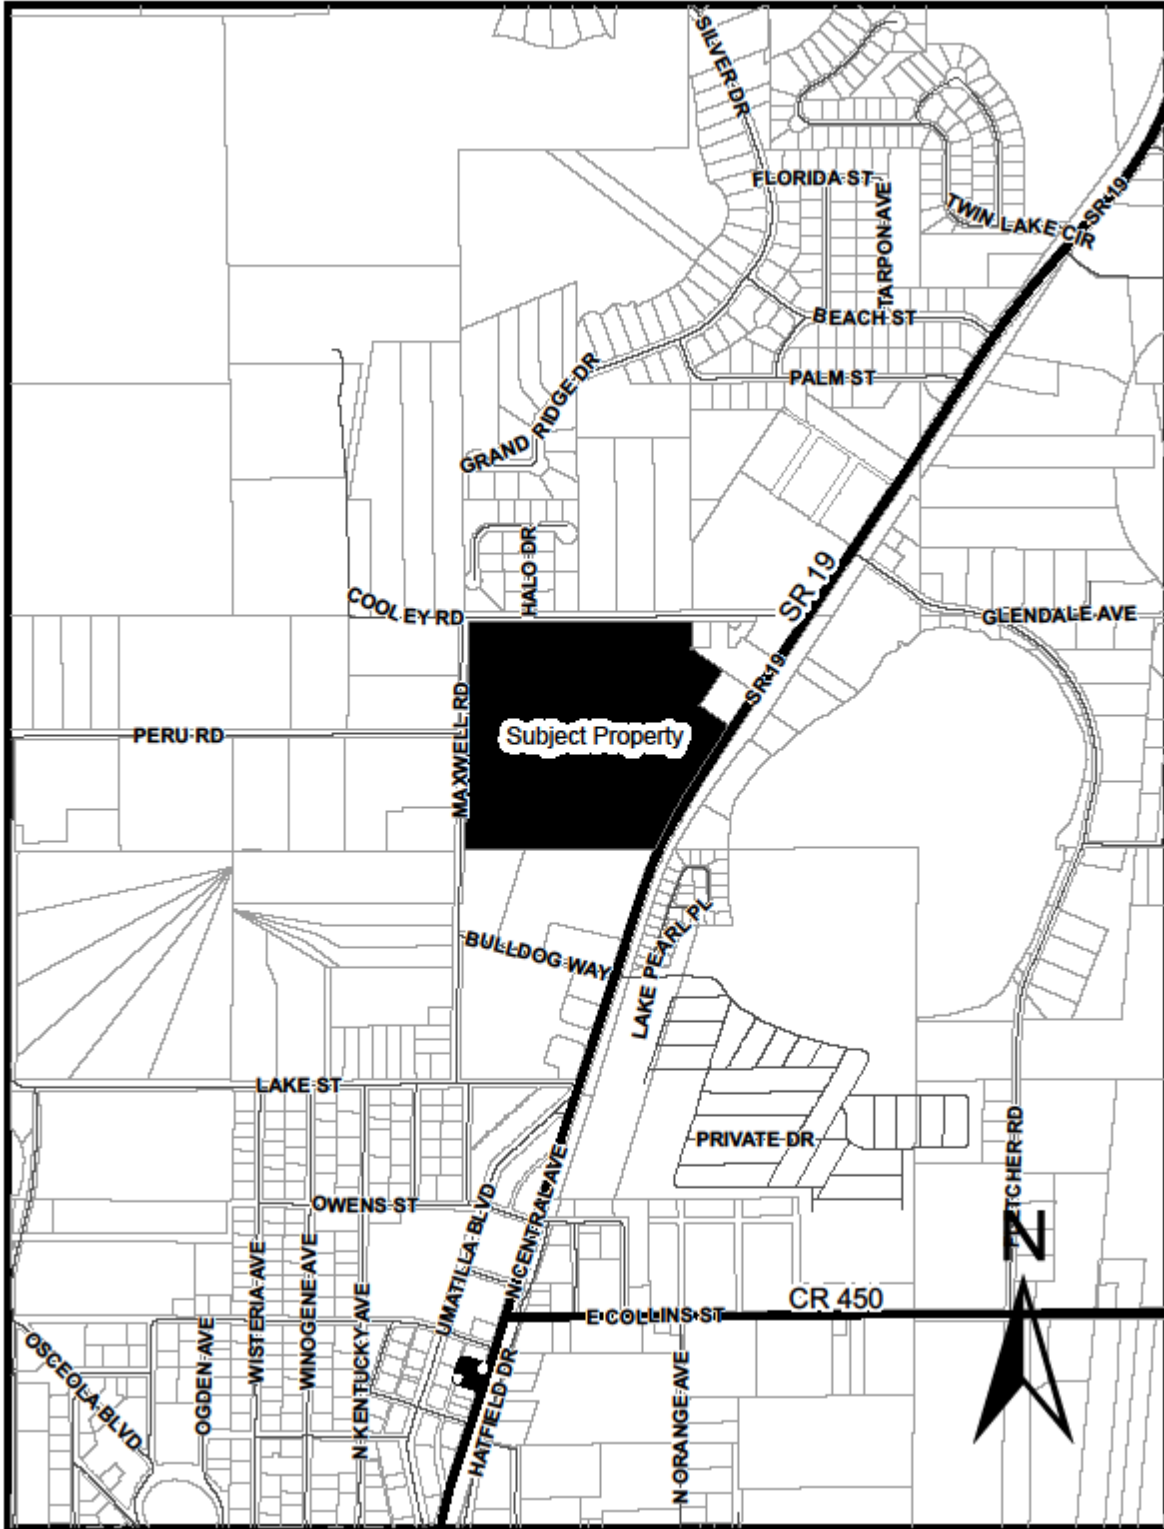 SILVER DR
FLORIDA ST
TARPON AVE
TWIN LAKE CIR
SR 19
BEACH ST
PALM ST
GRAND RIDGE DR
HALO DR
SR 19
COOLEY RD
GLENDALE AVE
SR 19
MAXWELL RD
PERU RD
Subject Property
BULLDOG WAY
LAKE PEARL PL
LAKE ST
PRIVATE DR
OWENS ST
UMATILLA BLVD
N CENTRAL AVE
N
CR 450
E COLLINS ST
WISTERIA AVE
WINOGENE AVE
N KENTUCKY AVE
OGDEN AVE
OSCEOLA BLVD
HATFIELD DR
N ORANGE AVE